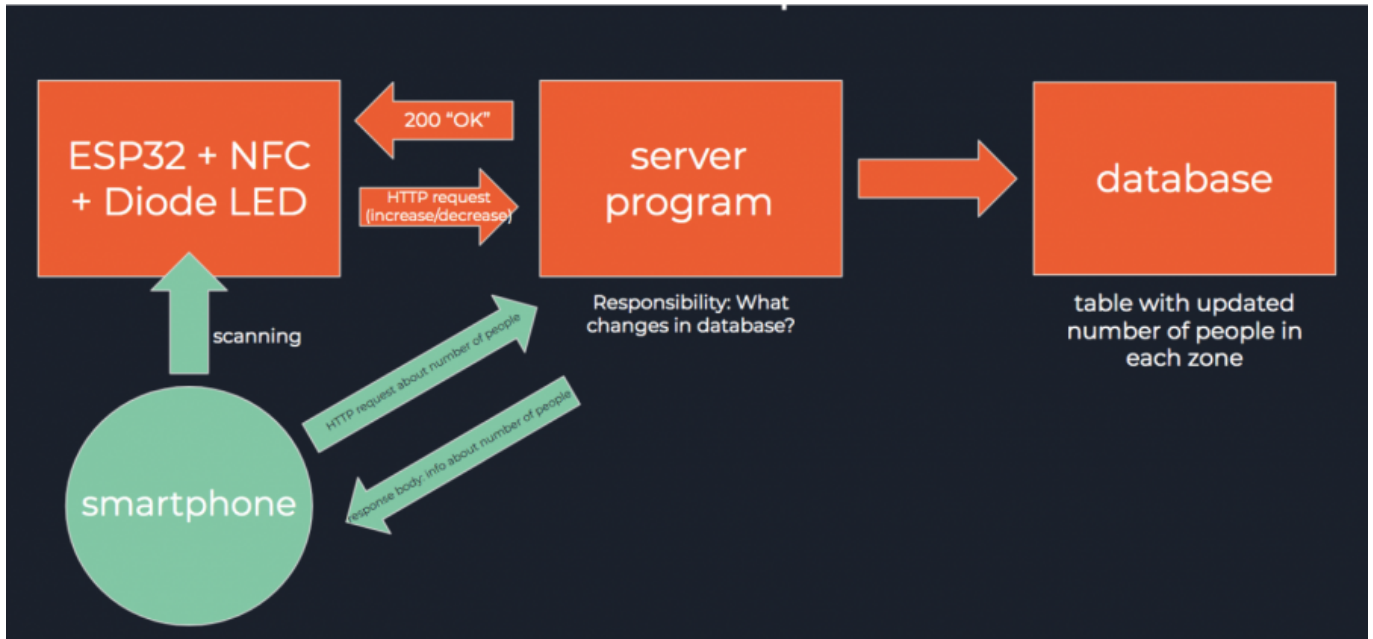 ESP32 + NFC
+ Diode LED
200 “OK”
HTTP request
(increase/decrease)
server
program
database
Responsibility: What
changes in database?
table with updated
number of people in
each zone
scanning
HTTP request about number of people
response body: info about number of people
smartphone